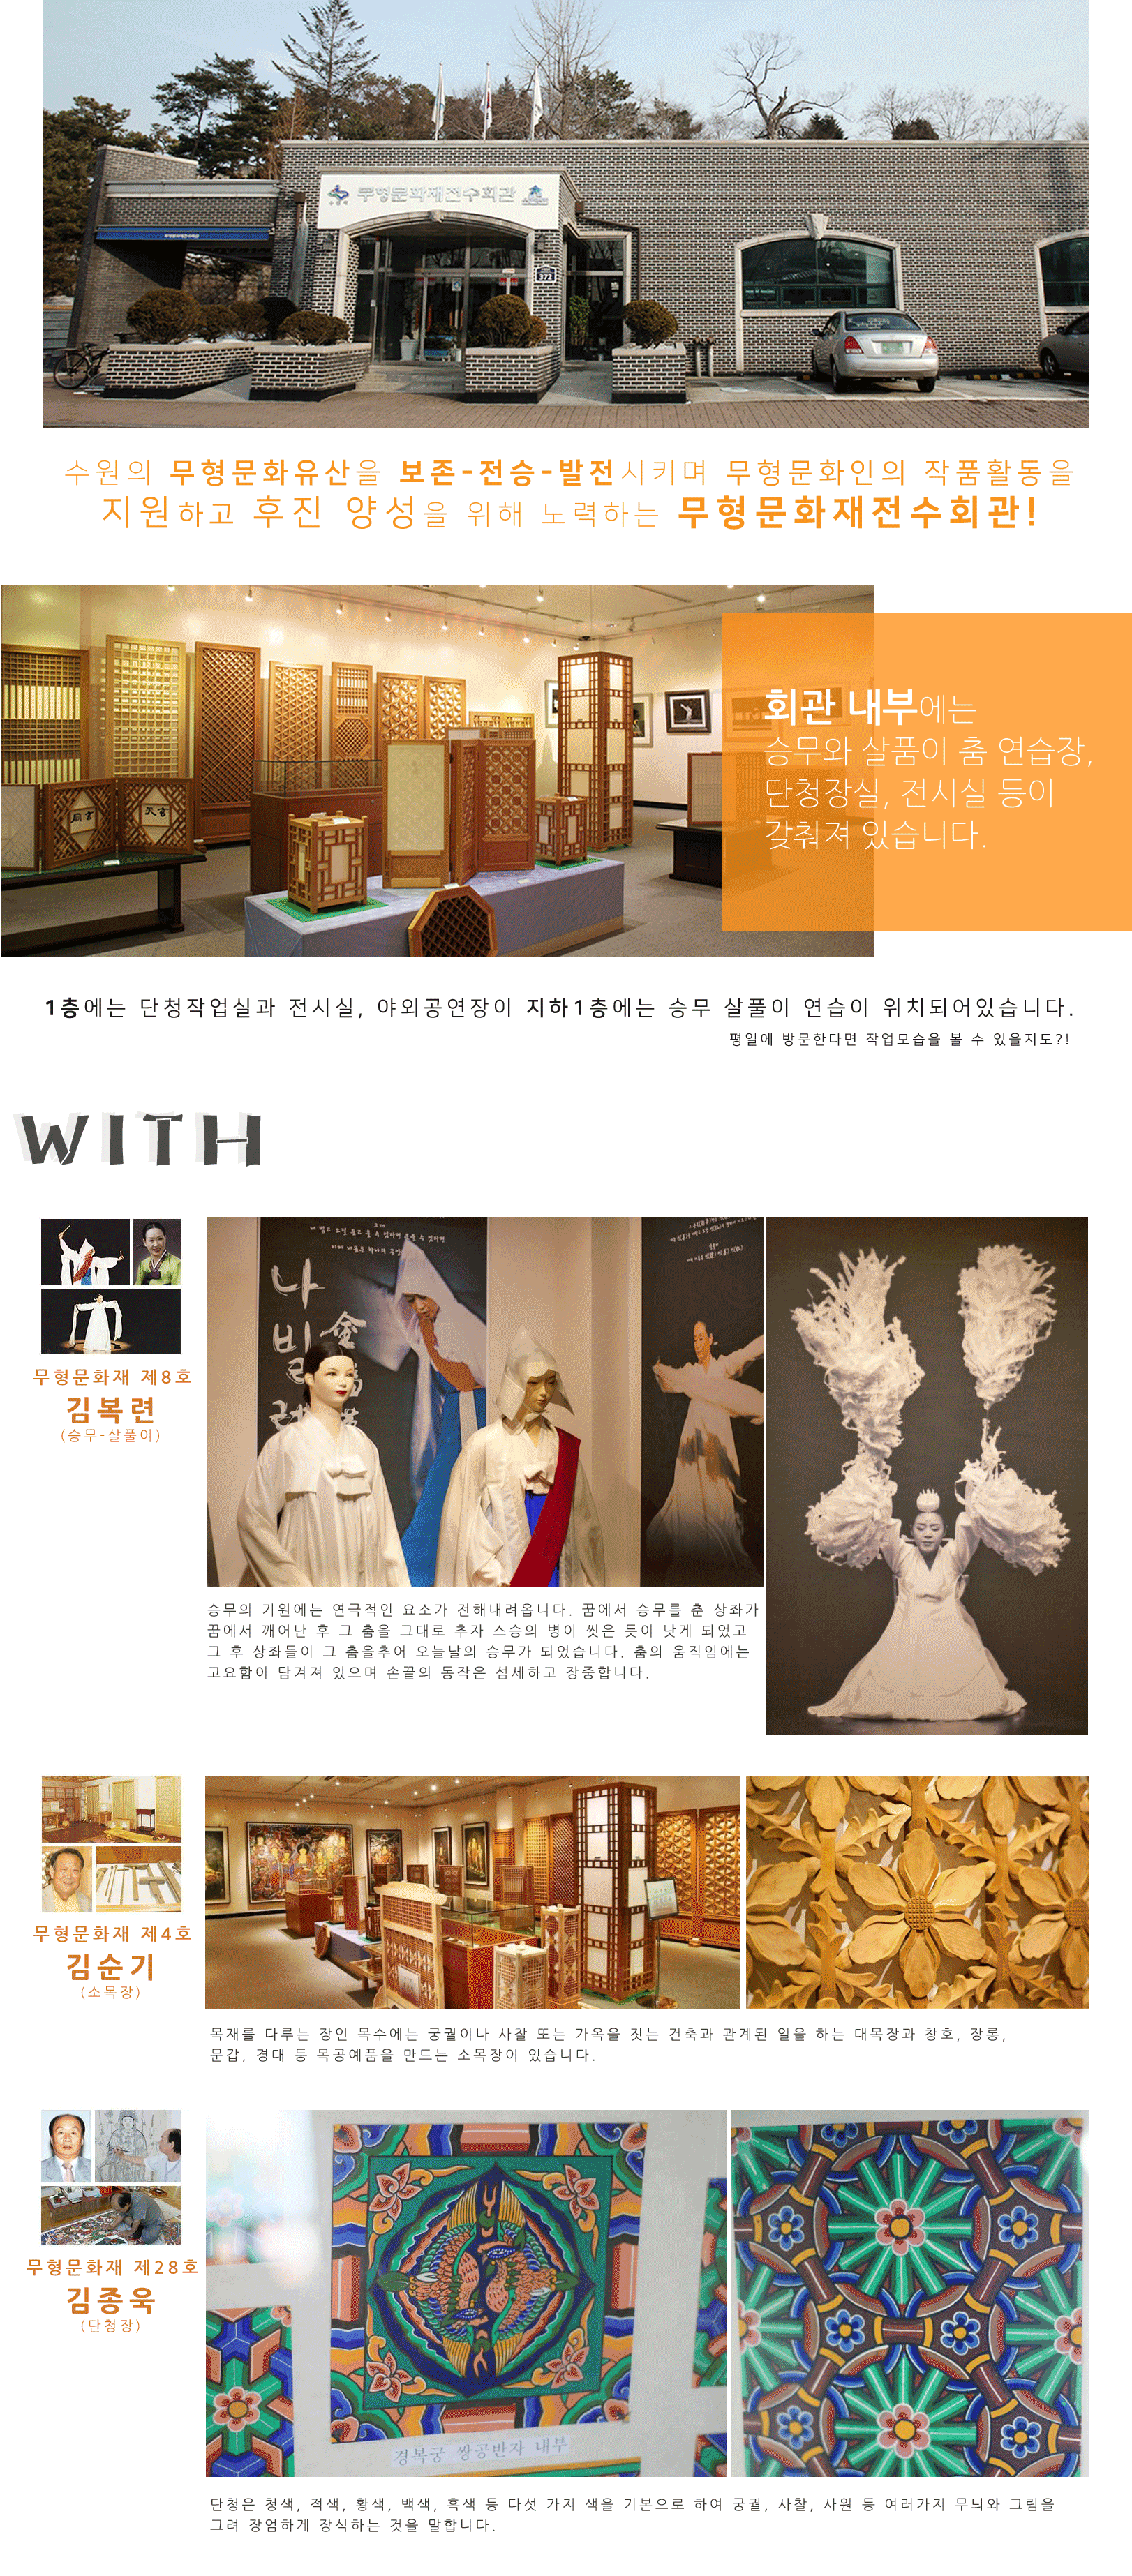 무형문화재전수회관
372
수원의 무형문화유산을 보존-전승-발전시키며 무형문화인의 작품활동을
지원하고 후진 양성을 위해 노력하는 무형문화재전수회관!
회관 내부에는
승무와 살품이 춤 연습장,
단청장실, 전시실 등이
갖춰져 있습니다.
1층에는 단청작업실과 전시실, 야외공연장이 지하1층에는 승무 살풀이 연습이 위치되어있습니다.
평일에 방문한다면 작업모습을 볼 수 있을지도?!
WITH
무형문화재 제8호
김복련
(승무-살풀이)
나
빌
레
승무의 기원에는 연극적인 요소가 전해내려옵니다. 꿈에서 승무를 춘 상좌가
꿈에서 깨어난 후 그 춤을 그대로 추자 스승의 병이 씻은 듯이 낫게 되었고
그 후 상좌들이 그 춤을추어 오늘날의 승무가 되었습니다. 춤의 움직임에는
고요함이 담겨져 있으며 손끝의 동작은 섬세하고 장중합니다.
무형문화재 제4호
김순기
(소목장)
목재를 다루는 장인 목수에는 궁궐이나 사찰 또는 가옥을 짓는 건축과 관계된 일을 하는 대목장과 창호, 장롱,
문갑, 경대 등 목공예품을 만드는 소목장이 있습니다.
무형문화재 제28호
김종욱
(단청장)
경복궁 쌍공반자 내부
단청은 청색, 적색, 황색, 백색, 흑색 등 다섯 가지 색을 기본으로 하여 궁궐, 사찰, 사원 등 여러가지 무늬와 그림을
그려 장엄하게 장식하는 것을 말합니다.